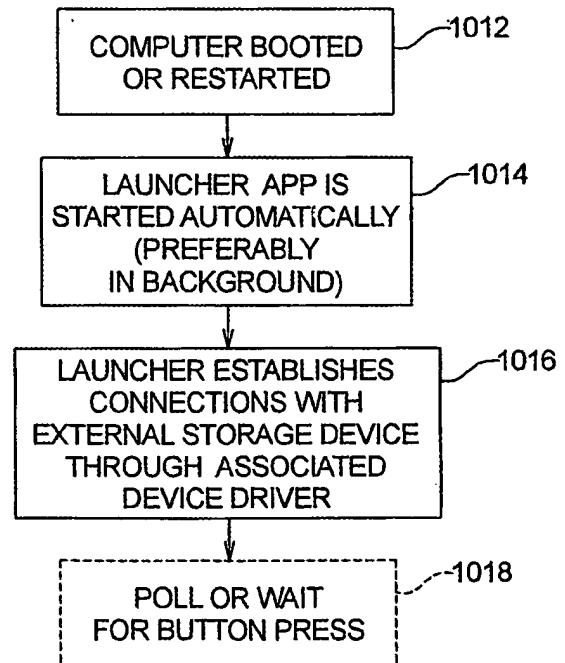 COMPUTER BOOTED
OR RESTARTED
1012
LAUNCHER APP IS
STARTED AUTOMATICALLY
(PREFERABLY
IN BACKGROUND)
1014
LAUNCHER ESTABLISHES
CONNECTIONS WITH
EXTERNAL STORAGE DEVICE
THROUGH ASSOCIATED
DEVICE DRIVER
1016
POLL OR WAIT
FOR BUTTON PRESS
1018